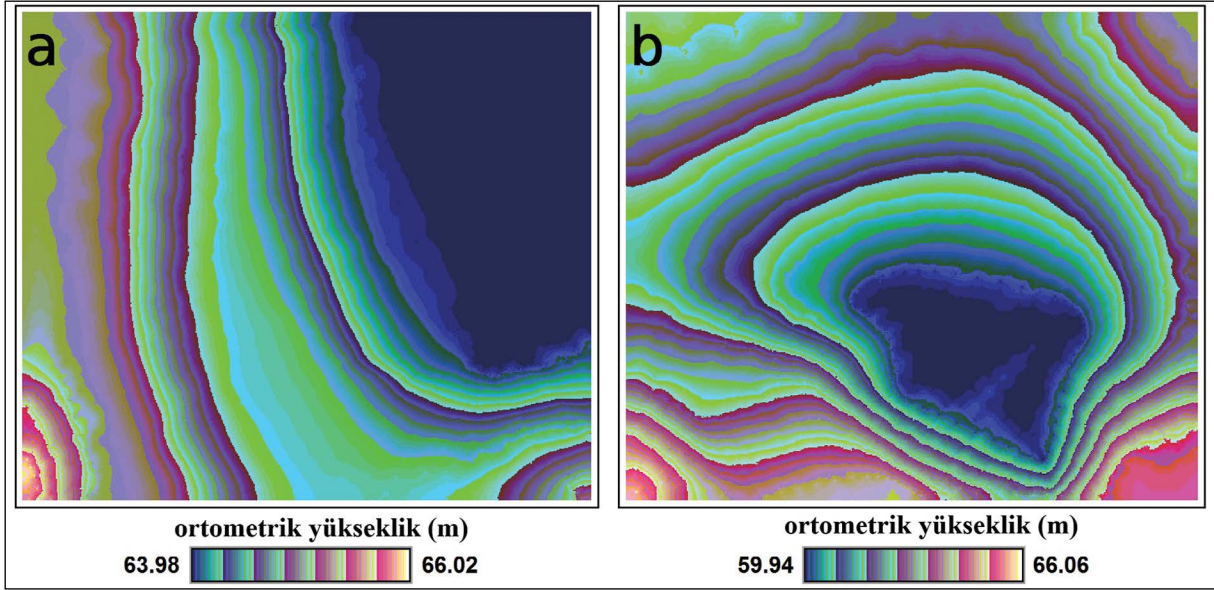 a
b
ortometrik yükseklik (m)
63.98 66.02
ortometrik yükseklik (m)
59.94 66.06